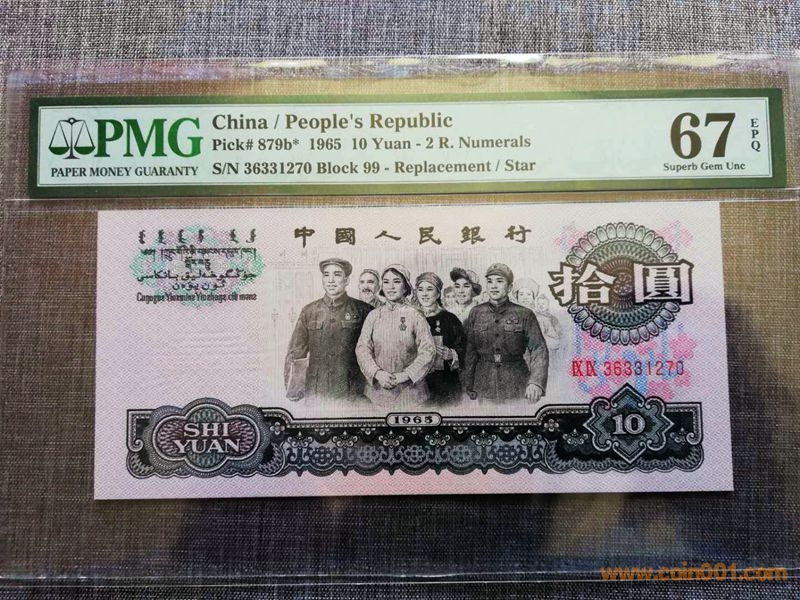 PMG
PAPER MONEY GUARANTY
China / People's Republic
Pick# 879b* 1965 10 Yuan - 2 R. Numerals
S/N 36331270 Block 99 - Replacement / Star
67
EPQ
Superb Gem Unc
中國人民銀行
拾圓
ⅨⅨ 36331270
1965
SHI
YUAN
10
www.coin001.com